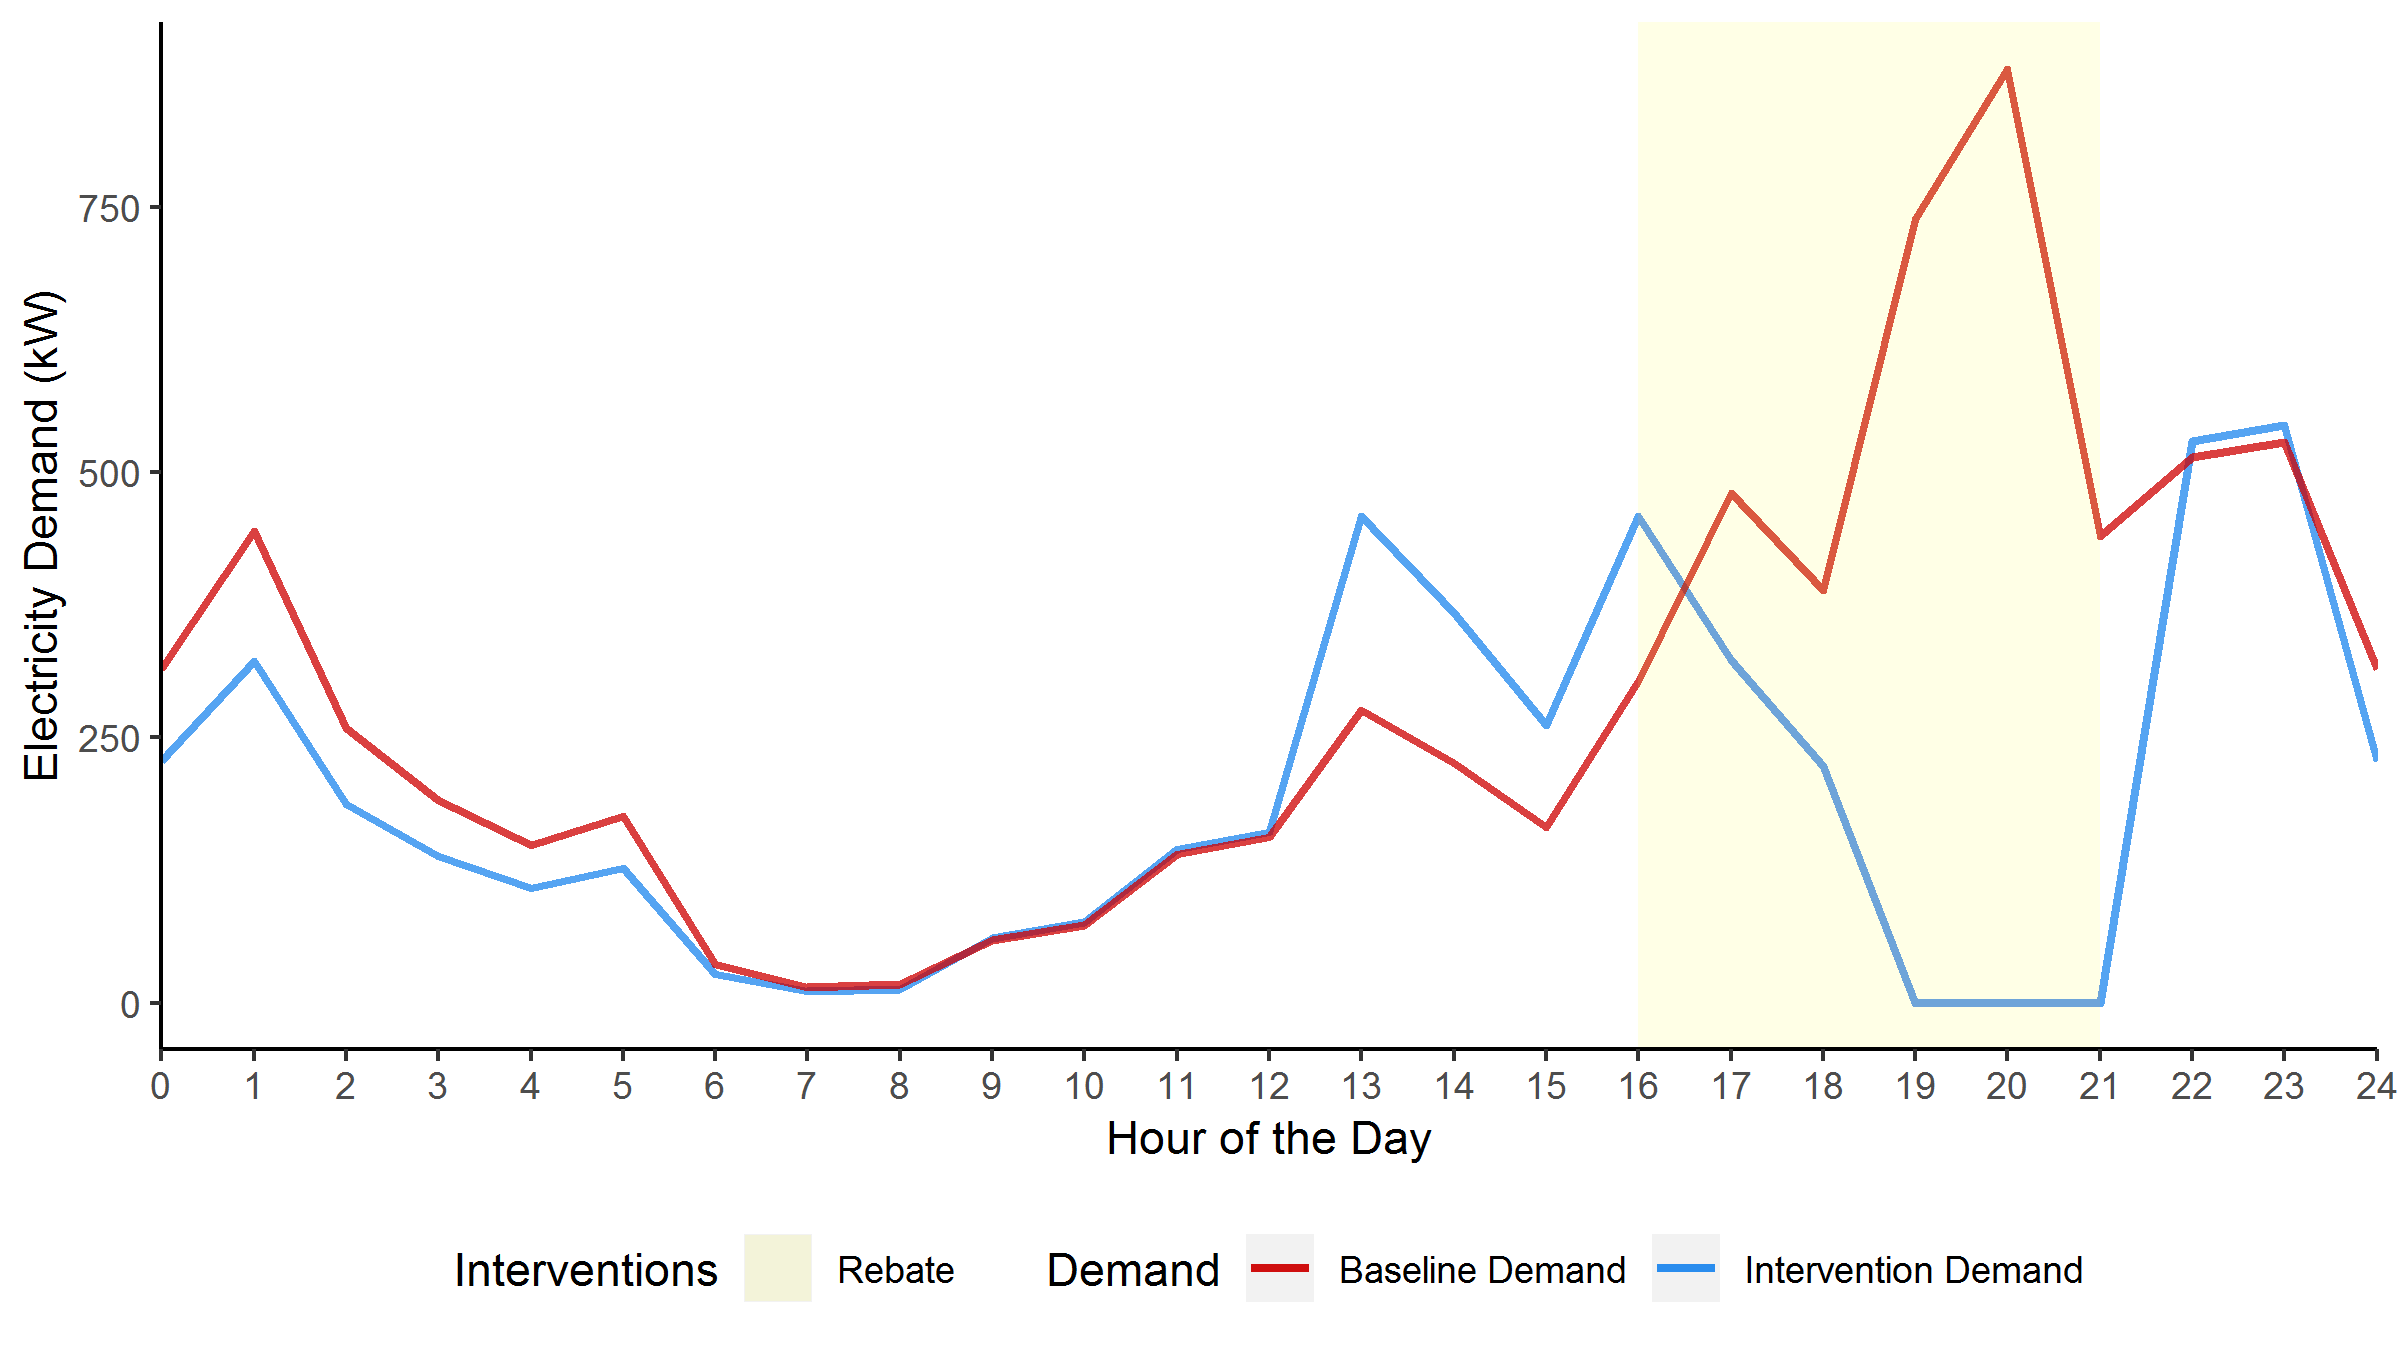 Electricity Demand (kW)
750
500
250
0
0 1 2 3 4 5 6 7 8 9 10 11 12 13 14 15 16 17 18 19 20 21 22 23 24
Hour of the Day
Interventions Rebate Demand Baseline Demand Intervention Demand